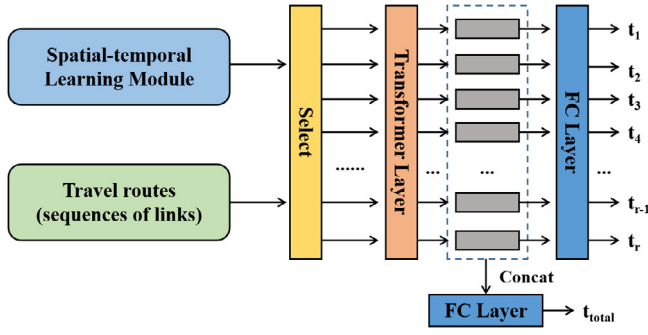 Spatial-temporal
Learning Module
Travel routes
(sequences of links)
Select
......
Transformer Layer
...
...
FC Layer
...
t1
t2
t3
t4
tr-1
tr
Concat
FC Layer
ttotal